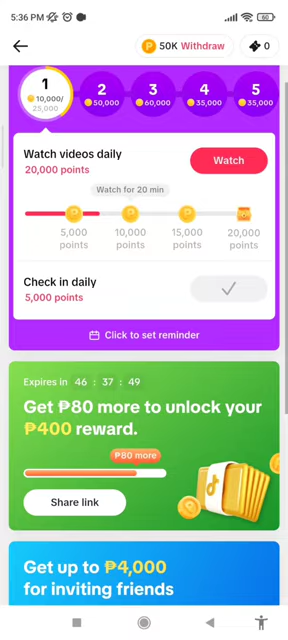 5:36 PM
60
P 50K Withdraw
0
1
10,000/
25,000
2
50,000
3
60,000
4
35,000
5
35,000
Watch videos daily
20,000 points
Watch
Watch for 20 min
5,000 points
10,000 points
15,000 points
20,000 points
Check in daily
5,000 points
Click to set reminder
Expires in 46 : 37 : 49
Get ₱80 more to unlock your
₱400 reward.
₱80 more
Share link
Get up to ₱4,000
for inviting friends